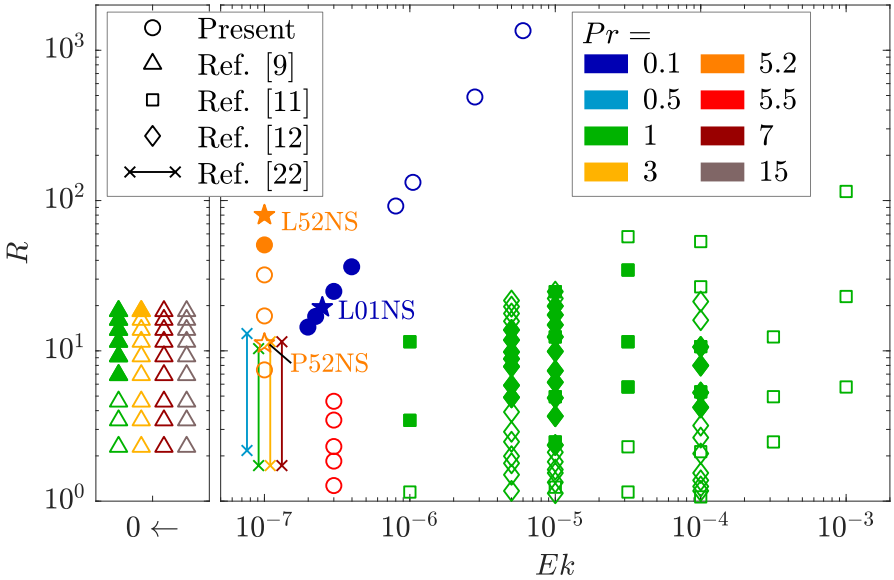 10^3
10^2
10^1
10^0
R
Present
Ref. [9]
Ref. [11]
Ref. [12]
Ref. [22]
Pr =
0.1
0.5
1
3
5.2
5.5
7
15
L52NS
L01NS
P52NS
0 ←
10^-7
10^-6
10^-5
10^-4
10^-3
Ek